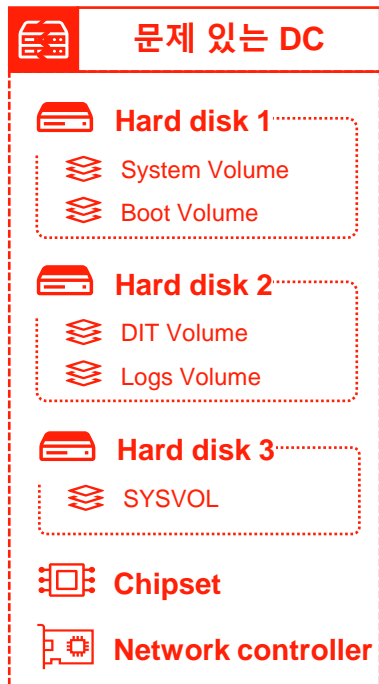 문제 있는 DC
Hard disk 1
System Volume
Boot Volume
Hard disk 2
DIT Volume
Logs Volume
Hard disk 3
SYSVOL
Chipset
Network controller